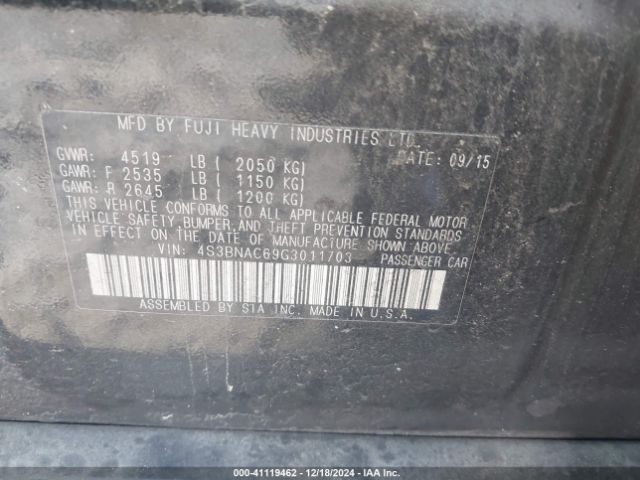 MFD BY FUJI HEAVY INDUSTRIES LTD.
GVWR: 4519 LB ( 2050 KG) DATE: 09/15
GAWR: F 2535 LB ( 1150 KG)
GAWR: R 2645 LB ( 1200 KG)
THIS VEHICLE CONFORMS TO ALL APPLICABLE FEDERAL MOTOR
VEHICLE SAFETY, BUMPER, AND THEFT PREVENTION STANDARDS
IN EFFECT ON THE DATE OF MANUFACTURE SHOWN ABOVE.
VIN: 4S3BNAC69G3011703 PASSENGER CAR
ASSEMBLED BY SIA INC. MADE IN U.S.A.
000-41119462 - 12/18/2024 - IAA Inc.